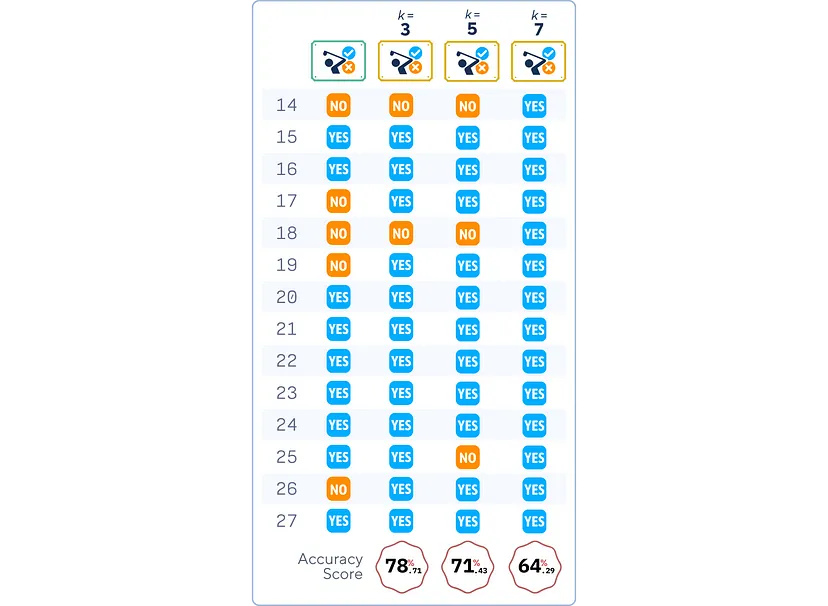 k= k= k=
3 5 7
14 NO NO NO YES
15 YES YES YES YES
16 YES YES YES YES
17 NO YES YES YES
18 NO NO NO YES
19 NO YES YES YES
20 YES YES YES YES
21 YES YES YES YES
22 YES YES YES YES
23 YES YES YES YES
24 YES YES YES YES
25 YES YES NO YES
26 NO YES YES YES
27 YES YES YES YES
Accuracy Score 78.71% 71.43% 64.29%